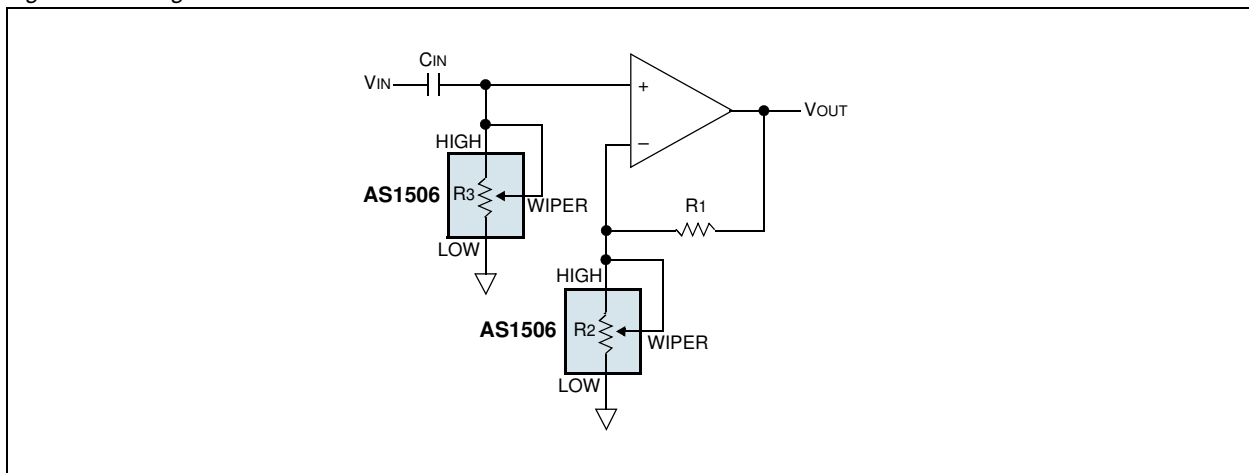 CIN
VIN
+
VOUT
–
HIGH
AS1506
R3
WIPER
LOW
R1
HIGH
AS1506
R2
WIPER
LOW